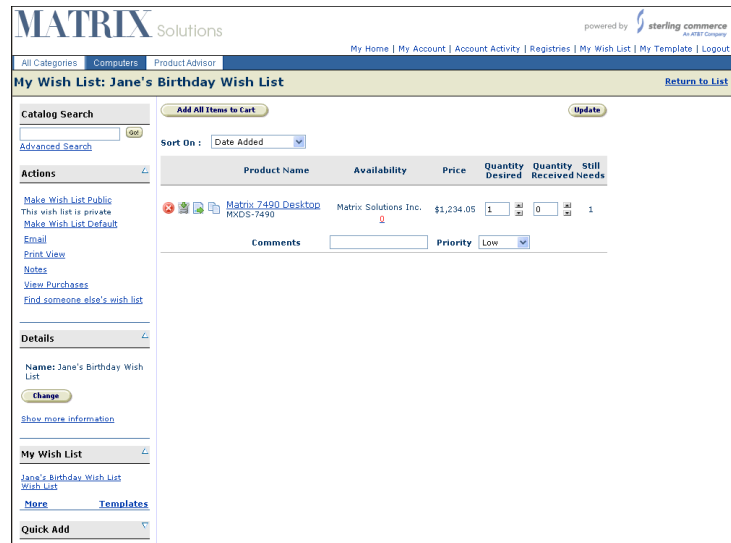 MATRIX Solutions
powered by sterling commerce
An AT&T Company
My Home | My Account | Account Activity | Registries | My Wish List | My Template | Logout
All Categories Computers Product Advisor
My Wish List: Jane's Birthday Wish List Return to List
Catalog Search
Go!
Advanced Search
Actions
Make Wish List Public
This wish list is private
Make Wish List Default
Email
Print View
Notes
View Purchases
Find someone else's wish list
Details
Name: Jane's Birthday Wish
List
Change
Show more information
My Wish List
Jane's Birthday Wish List
Wish List
More Templates
Quick Add
Add All Items to Cart Update
Sort On : Date Added
Product Name Availability Price Quantity Desired Quantity Received Still Needs
Matrix 7490 Desktop Matrix Solutions Inc. $1,234.05 1 0 1
MXDS-7490 0
Comments Priority Low